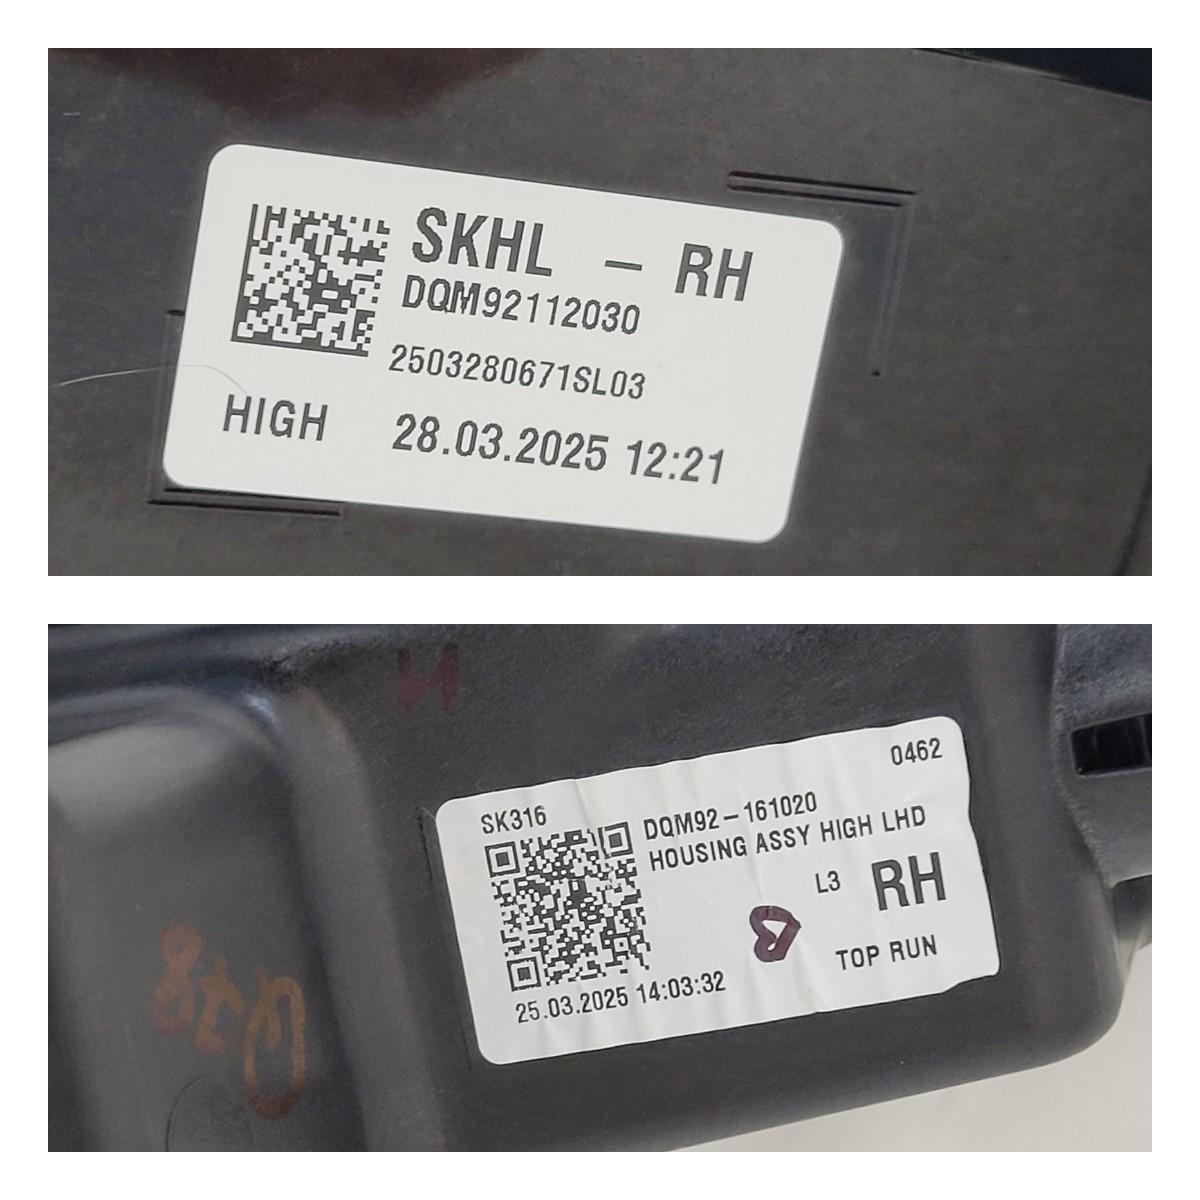 SKHL - RH
DQM92112030
2503280671SL03
HIGH 28.03.2025 12:21
0462
SK316
DQM92-161020
HOUSING ASSY HIGH LHD
L3 RH
TOP RUN
25.03.2025 14:03:32